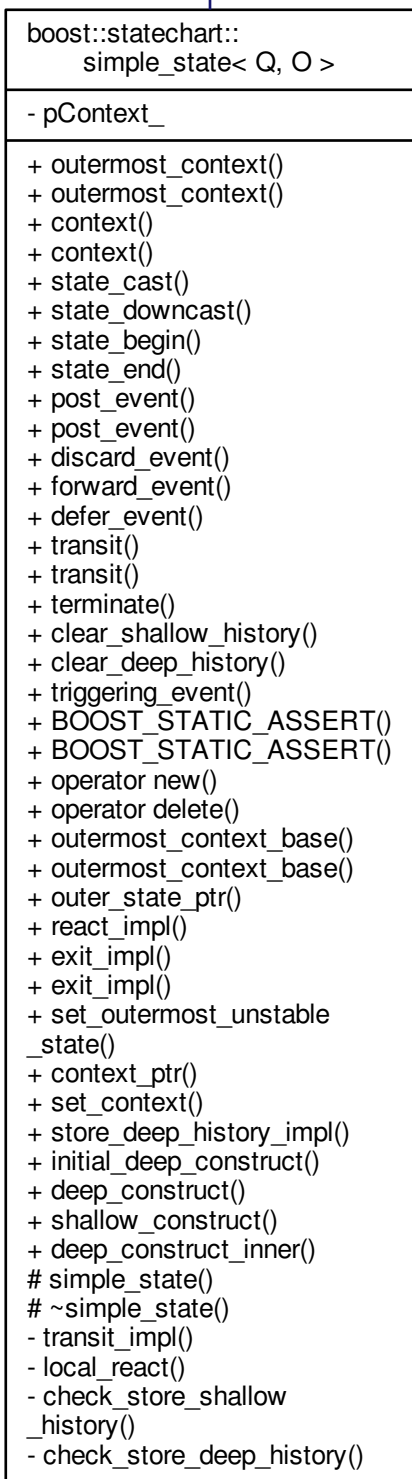 boost::statechart::
simple_state< Q, O >
- pContext_
+ outermost_context()
+ outermost_context()
+ context()
+ context()
+ state_cast()
+ state_downcast()
+ state_begin()
+ state_end()
+ post_event()
+ post_event()
+ discard_event()
+ forward_event()
+ defer_event()
+ transit()
+ transit()
+ terminate()
+ clear_shallow_history()
+ clear_deep_history()
+ triggering_event()
+ BOOST_STATIC_ASSERT()
+ BOOST_STATIC_ASSERT()
+ operator new()
+ operator delete()
+ outermost_context_base()
+ outermost_context_base()
+ outer_state_ptr()
+ react_impl()
+ exit_impl()
+ exit_impl()
+ set_outermost_unstable
_state()
+ context_ptr()
+ set_context()
+ store_deep_history_impl()
+ initial_deep_construct()
+ deep_construct()
+ shallow_construct()
+ deep_construct_inner()
# simple_state()
# ~simple_state()
- transit_impl()
- local_react()
- check_store_shallow
_history()
- check_store_deep_history()